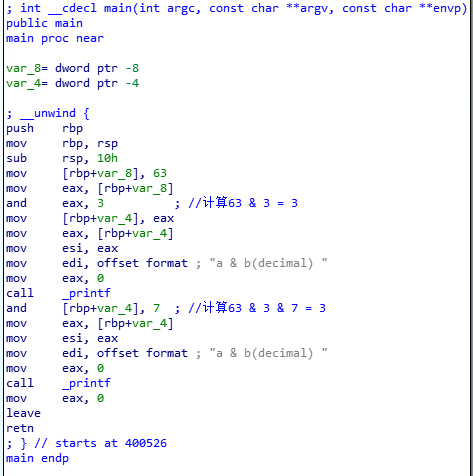 ; int __cdecl main(int argc, const char **argv, const char **envp)
public main
main proc near
var_8= dword ptr -8
var_4= dword ptr -4
; __unwind {
push rbp
mov rbp, rsp
sub rsp, 10h
mov [rbp+var_8], 63
mov eax, [rbp+var_8]
and eax, 3 ; //计算63 & 3 = 3
mov [rbp+var_4], eax
mov eax, [rbp+var_4]
mov esi, eax
mov edi, offset format ; "a & b(decimal) "
mov eax, 0
call _printf
and [rbp+var_4], 7 ; //计算63 & 3 & 7 = 3
mov eax, [rbp+var_4]
mov esi, eax
mov edi, offset format ; "a & b(decimal) "
mov eax, 0
call _printf
mov eax, 0
leave
retn
; } // starts at 400526
main endp